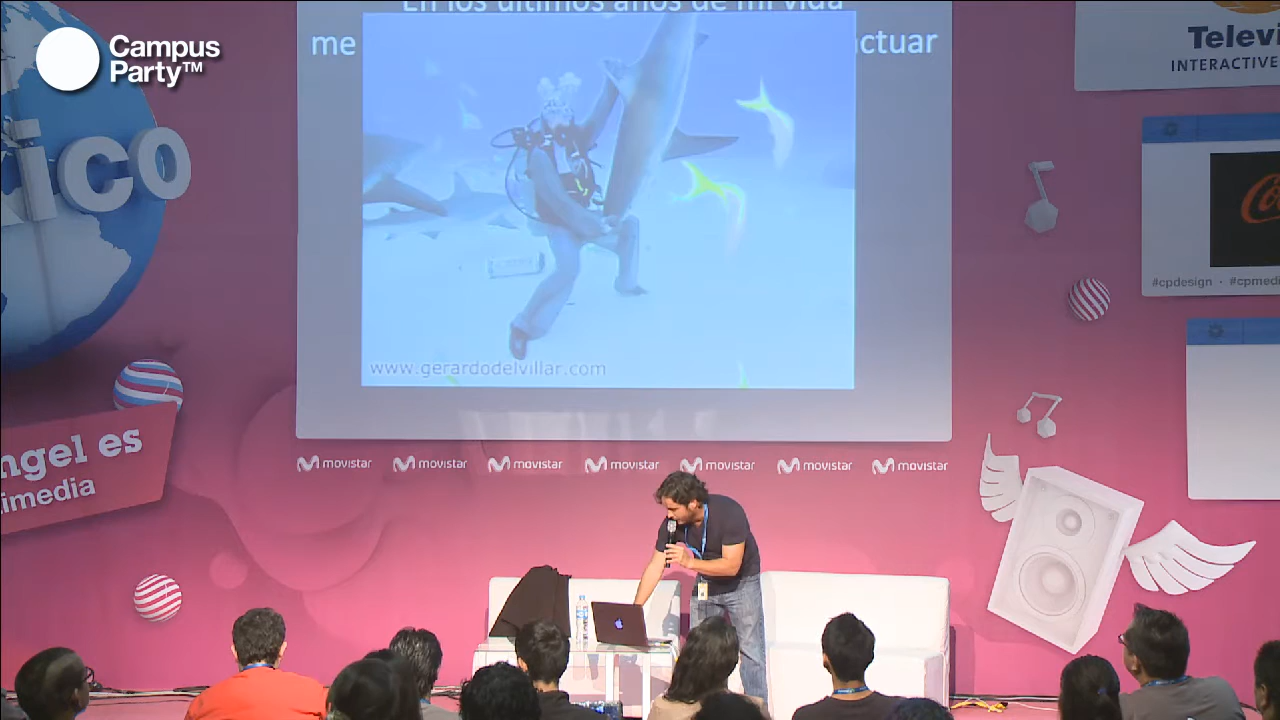 Campus
Party™
En los últimos años de mi vida
me
actuar
www.gerardodelvillar.com
ico
ngel es
imedia
Televi
INTERACTIVE
#cpdesign · #cpmedi
movistar movistar movistar movistar movistar movistar movistar